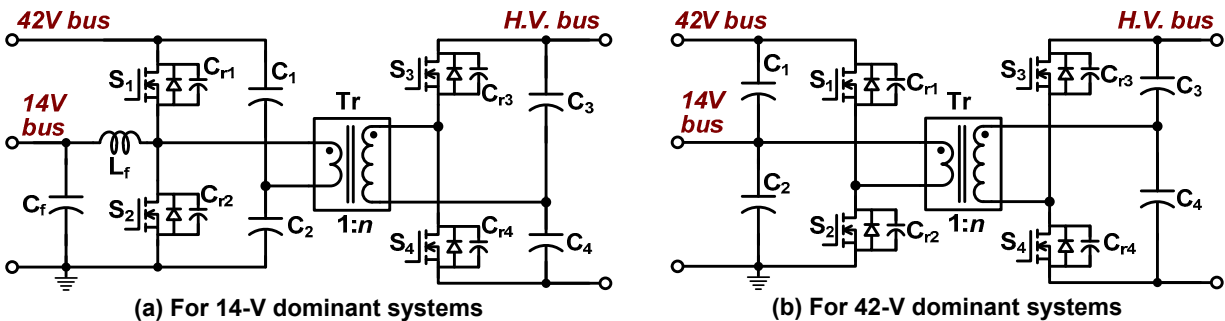 42V bus
H.V. bus
S1
Cr1
C1
14V
bus
Lf
Cf
S2
Cr2
C2
Tr
1:n
S3
Cr3
C3
S4
Cr4
C4
(a) For 14-V dominant systems
42V bus
H.V. bus
C1
S1
Cr1
14V
bus
C2
S2
Cr2
Tr
1:n
S3
Cr3
C3
S4
Cr4
C4
(b) For 42-V dominant systems